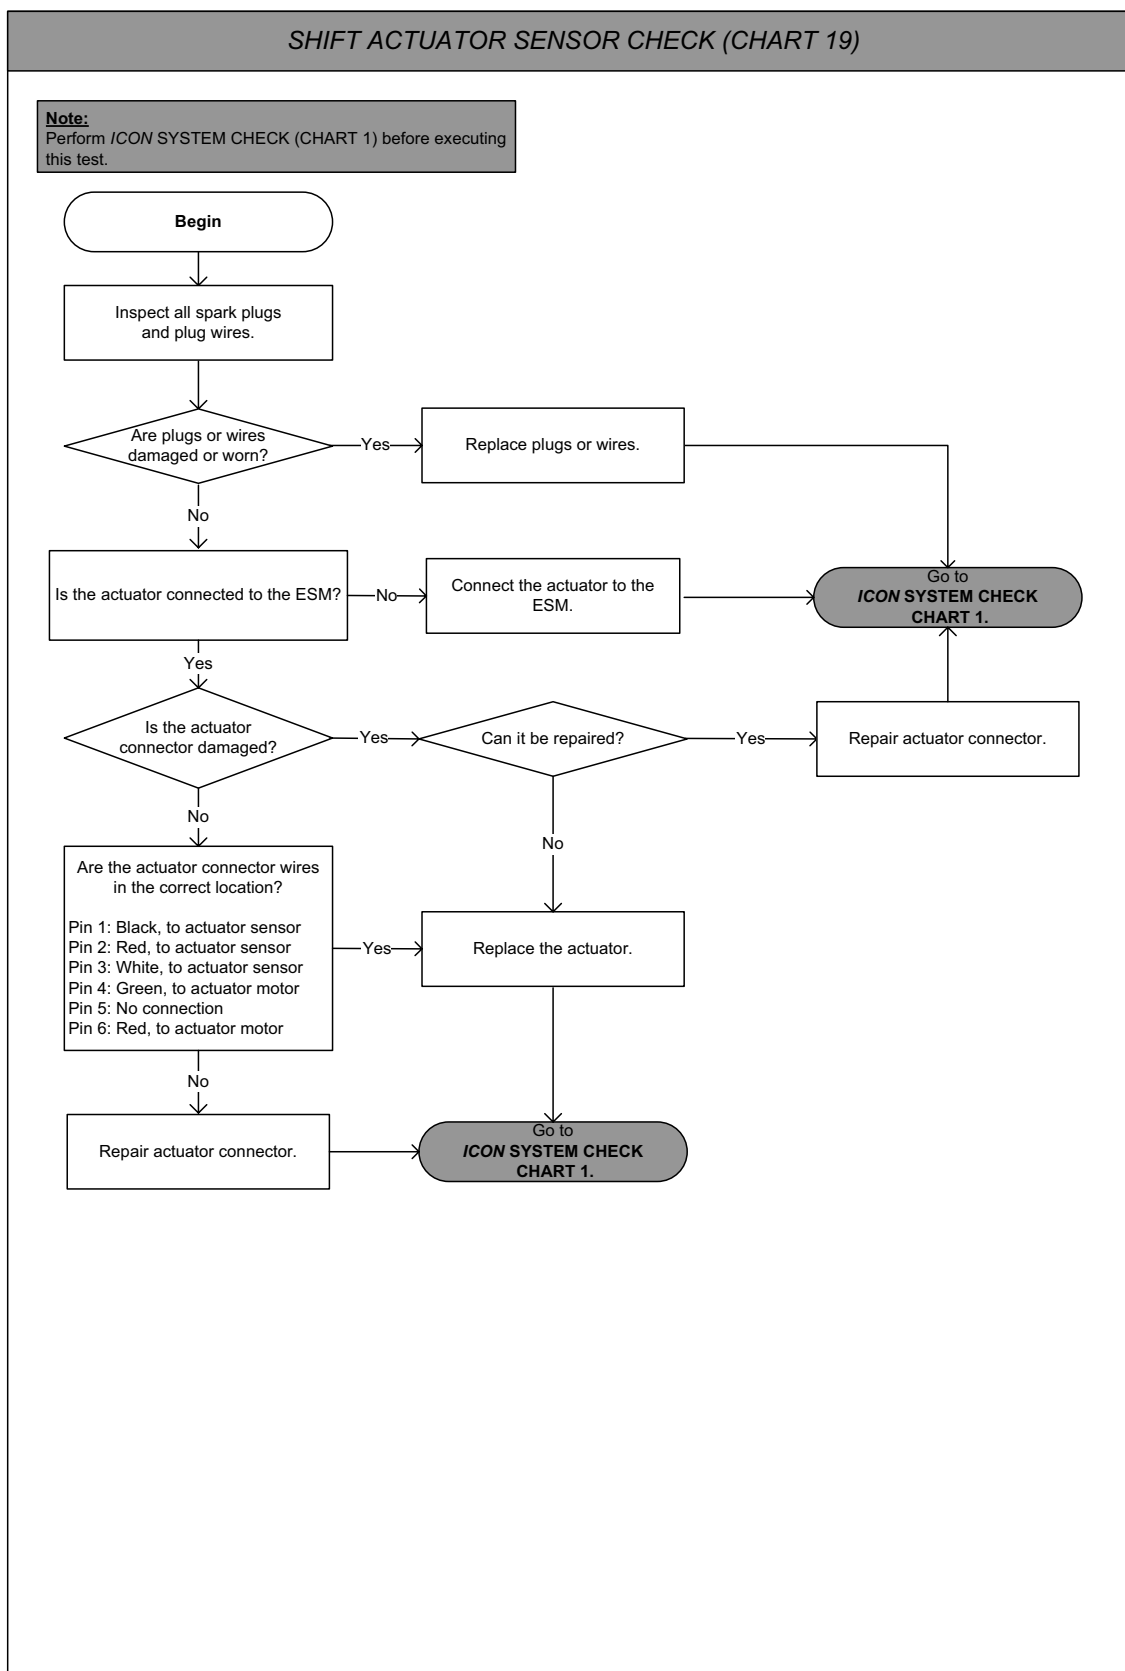 SHIFT ACTUATOR SENSOR CHECK (CHART 19)
Note:
Perform ICON SYSTEM CHECK (CHART 1) before executing
this test.
Begin
Inspect all spark plugs
and plug wires.
Are plugs or wires
damaged or worn?
Yes
Replace plugs or wires.
No
Is the actuator connected to the ESM?
No
Connect the actuator to the
ESM.
Go to
ICON SYSTEM CHECK
CHART 1.
Yes
Is the actuator
connector damaged?
Yes
Can it be repaired?
Yes
Repair actuator connector.
No
No
Are the actuator connector wires
in the correct location?
Pin 1: Black, to actuator sensor
Pin 2: Red, to actuator sensor
Pin 3: White, to actuator sensor
Pin 4: Green, to actuator motor
Pin 5: No connection
Pin 6: Red, to actuator motor
Yes
Replace the actuator.
No
Repair actuator connector.
Go to
ICON SYSTEM CHECK
CHART 1.